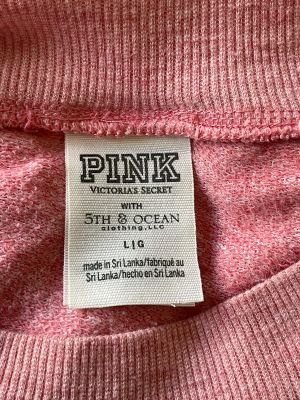 PINK
VICTORIA'S SECRET
WITH
5TH & OCEAN
clothing, LLC
L|G
made in Sri Lanka/fabriqué au
Sri Lanka/hecho en Sri Lanka